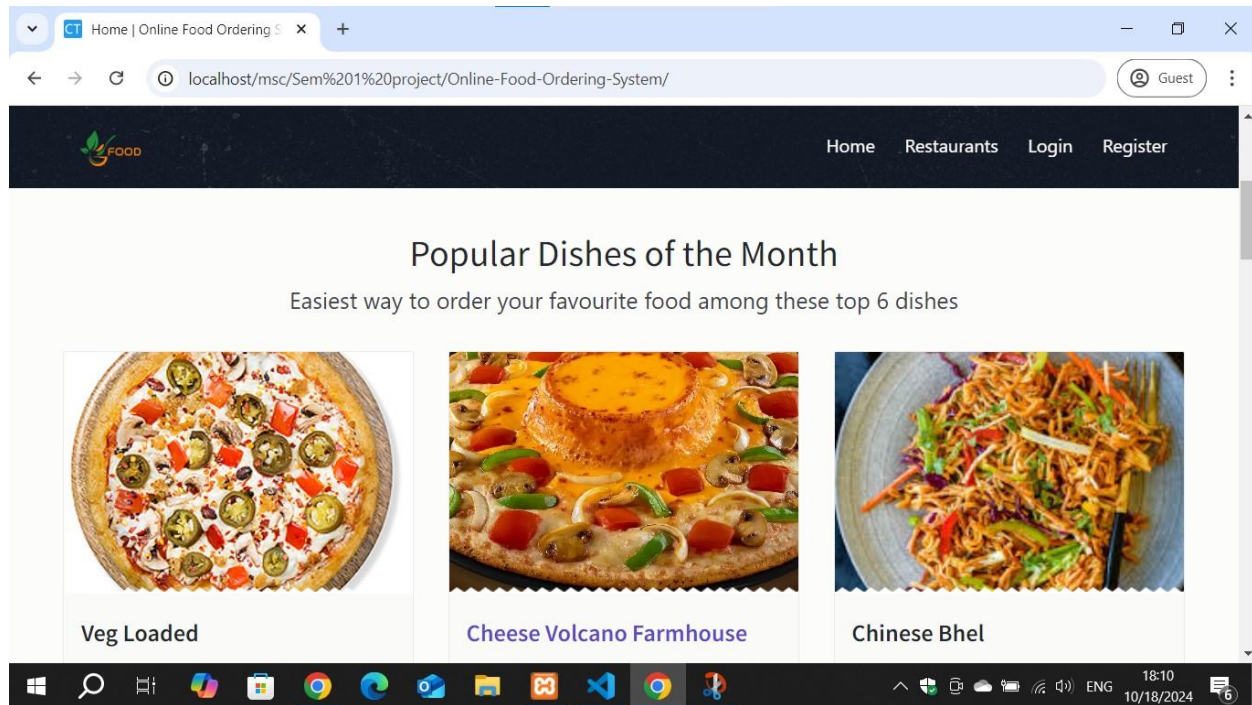 CT Home | Online Food Ordering S
localhost/msc/Sem%201%20project/Online-Food-Ordering-System/
Guest
FOOD
Home Restaurants Login Register
Popular Dishes of the Month
Easiest way to order your favourite food among these top 6 dishes
Veg Loaded Cheese Volcano Farmhouse Chinese Bhel
ENG
18:10
10/18/2024
6